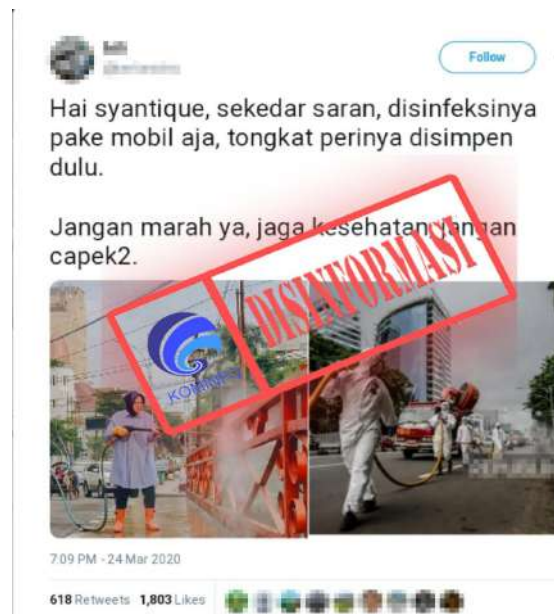 Follow
Hai syantique, sekedar saran, disinfeksinya
pake mobil aja, tongkat perinya disimpen
dulu.
Jangan marah ya, jaga kesehatan, jangan
capek2.
KOMINFO
DISINFORMASI
7:09 PM - 24 Mar 2020
618 Retweets 1,803 Likes